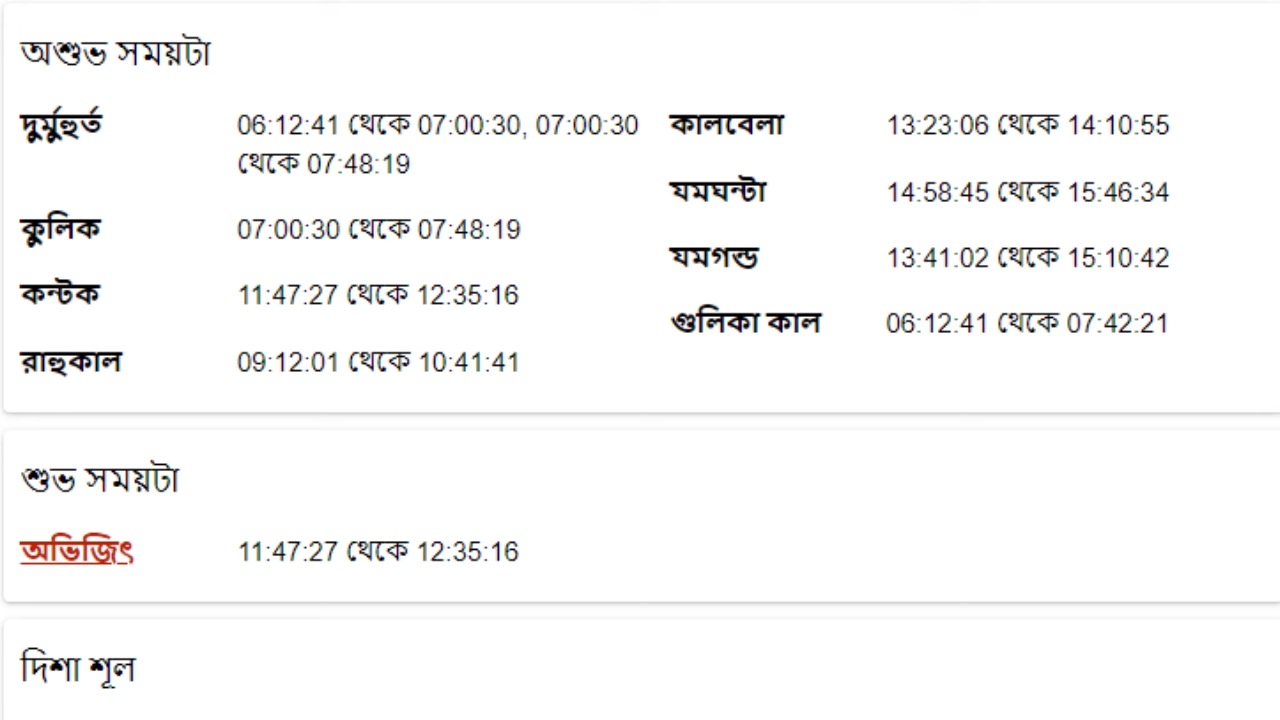 অশুভ সময়টা
দুর্মুহুর্ত 06:12:41 থেকে 07:00:30, 07:00:30
থেকে 07:48:19
কুলিক 07:00:30 থেকে 07:48:19
কন্টক 11:47:27 থেকে 12:35:16
রাহুকাল 09:12:01 থেকে 10:41:41
কালবেলা 13:23:06 থেকে 14:10:55
যমঘন্টা 14:58:45 থেকে 15:46:34
যমগন্ড 13:41:02 থেকে 15:10:42
গুলিকা কাল 06:12:41 থেকে 07:42:21
শুভ সময়টা
অভিজিৎ 11:47:27 থেকে 12:35:16
দিশা শূল